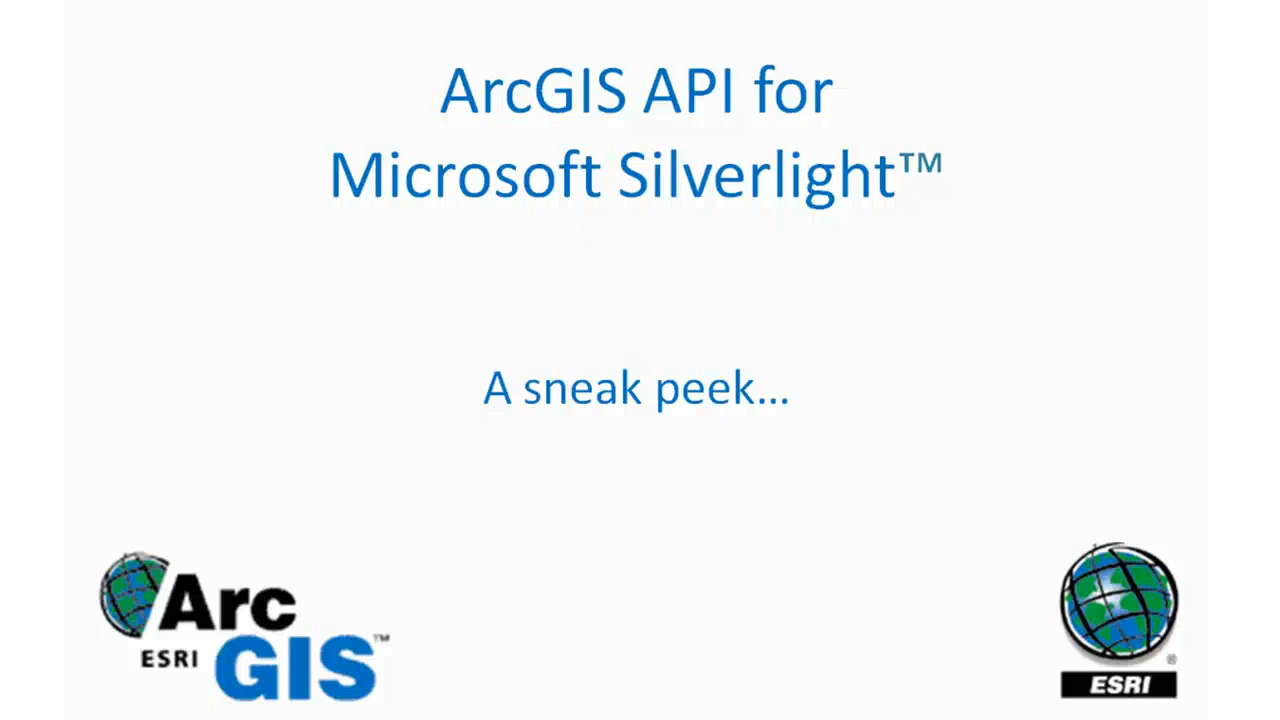 ArcGIS API for
Microsoft Silverlight™
A sneak peek...
Arc
ESRI GIS™
® 
ESRI